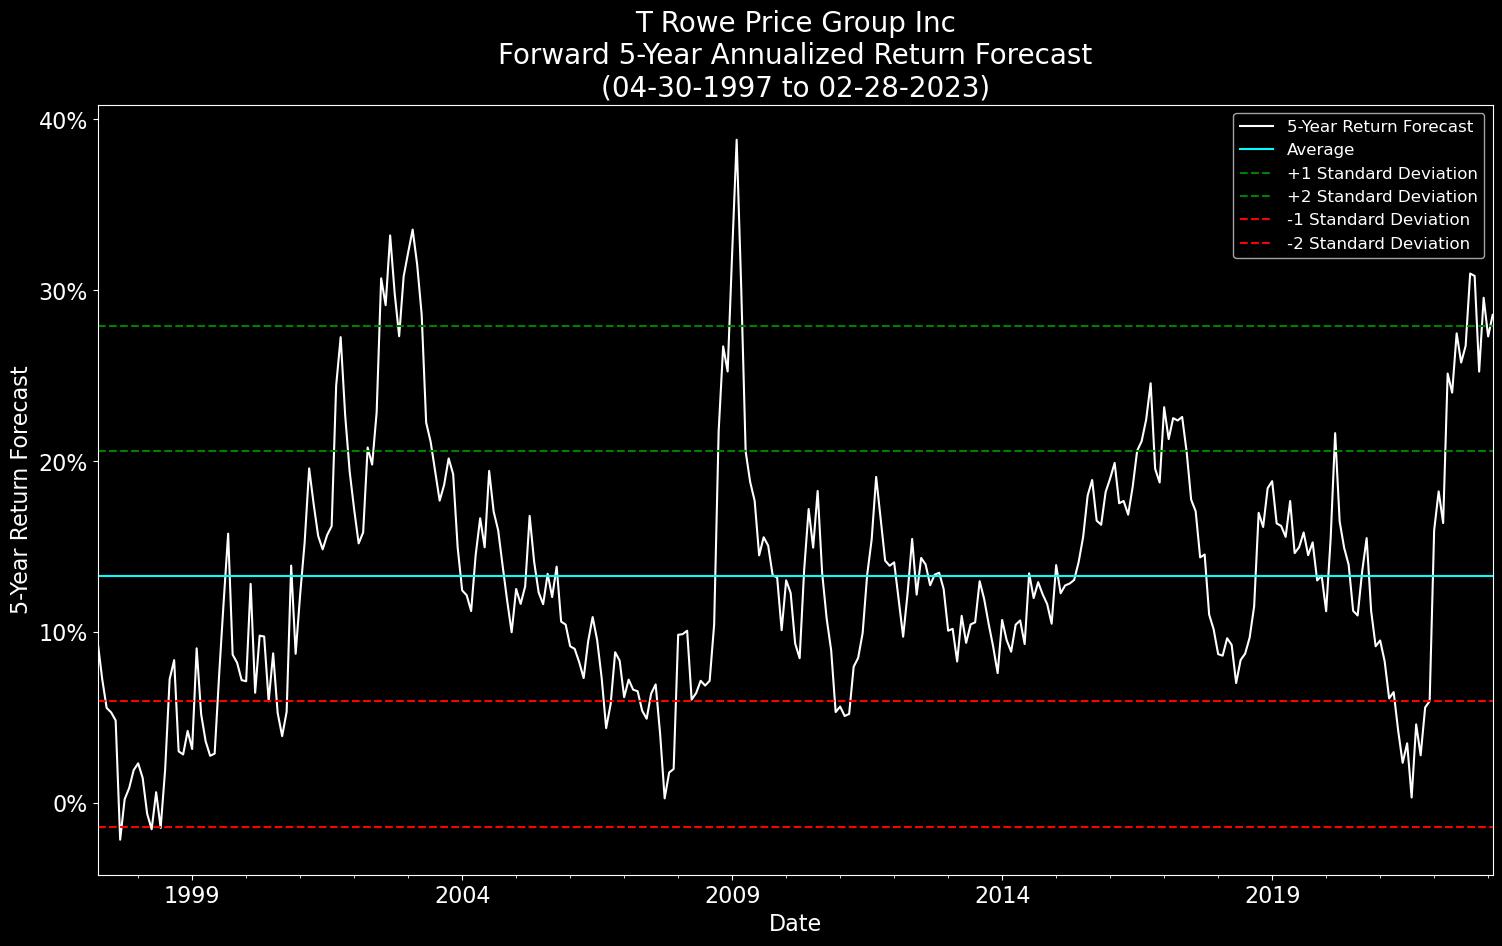 T Rowe Price Group Inc
Forward 5-Year Annualized Return Forecast
(04-30-1997 to 02-28-2023)
5-Year Return Forecast
Average
+1 Standard Deviation
+2 Standard Deviation
-1 Standard Deviation
-2 Standard Deviation
40%
30%
20%
10%
0%
5-Year Return Forecast
1999
2004
2009
2014
2019
Date